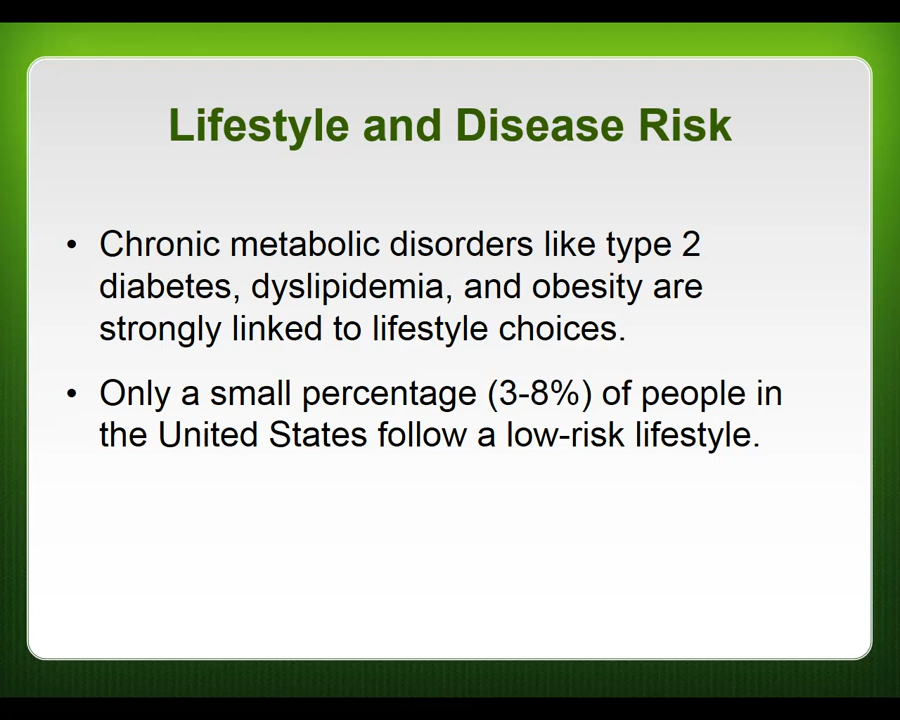 Lifestyle and Disease Risk
• Chronic metabolic disorders like type 2
diabetes, dyslipidemia, and obesity are
strongly linked to lifestyle choices.
• Only a small percentage (3-8%) of people in
the United States follow a low-risk lifestyle.